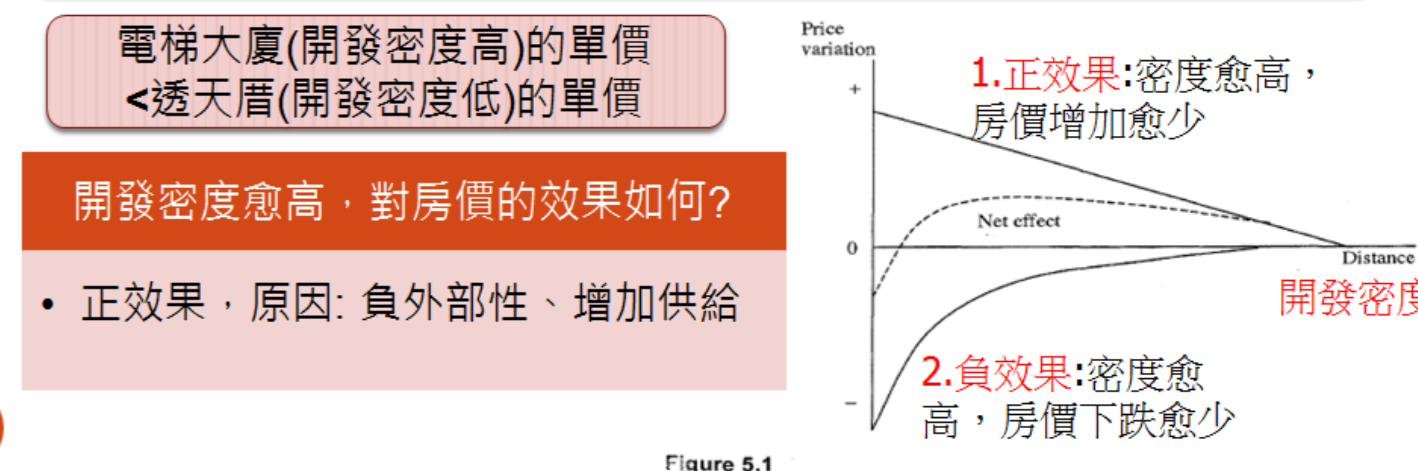 電梯大廈(開發密度高)的單價
<透天厝(開發密度低)的單價
開發密度愈高，對房價的效果如何?
• 正效果，原因: 負外部性、增加供給
Price
variation
+
1.正效果:密度愈高，
房價增加愈少
Net effect
0
Distance
開發密度
2.負效果:密度愈
高，房價下跌愈少
−
Figure 5.1